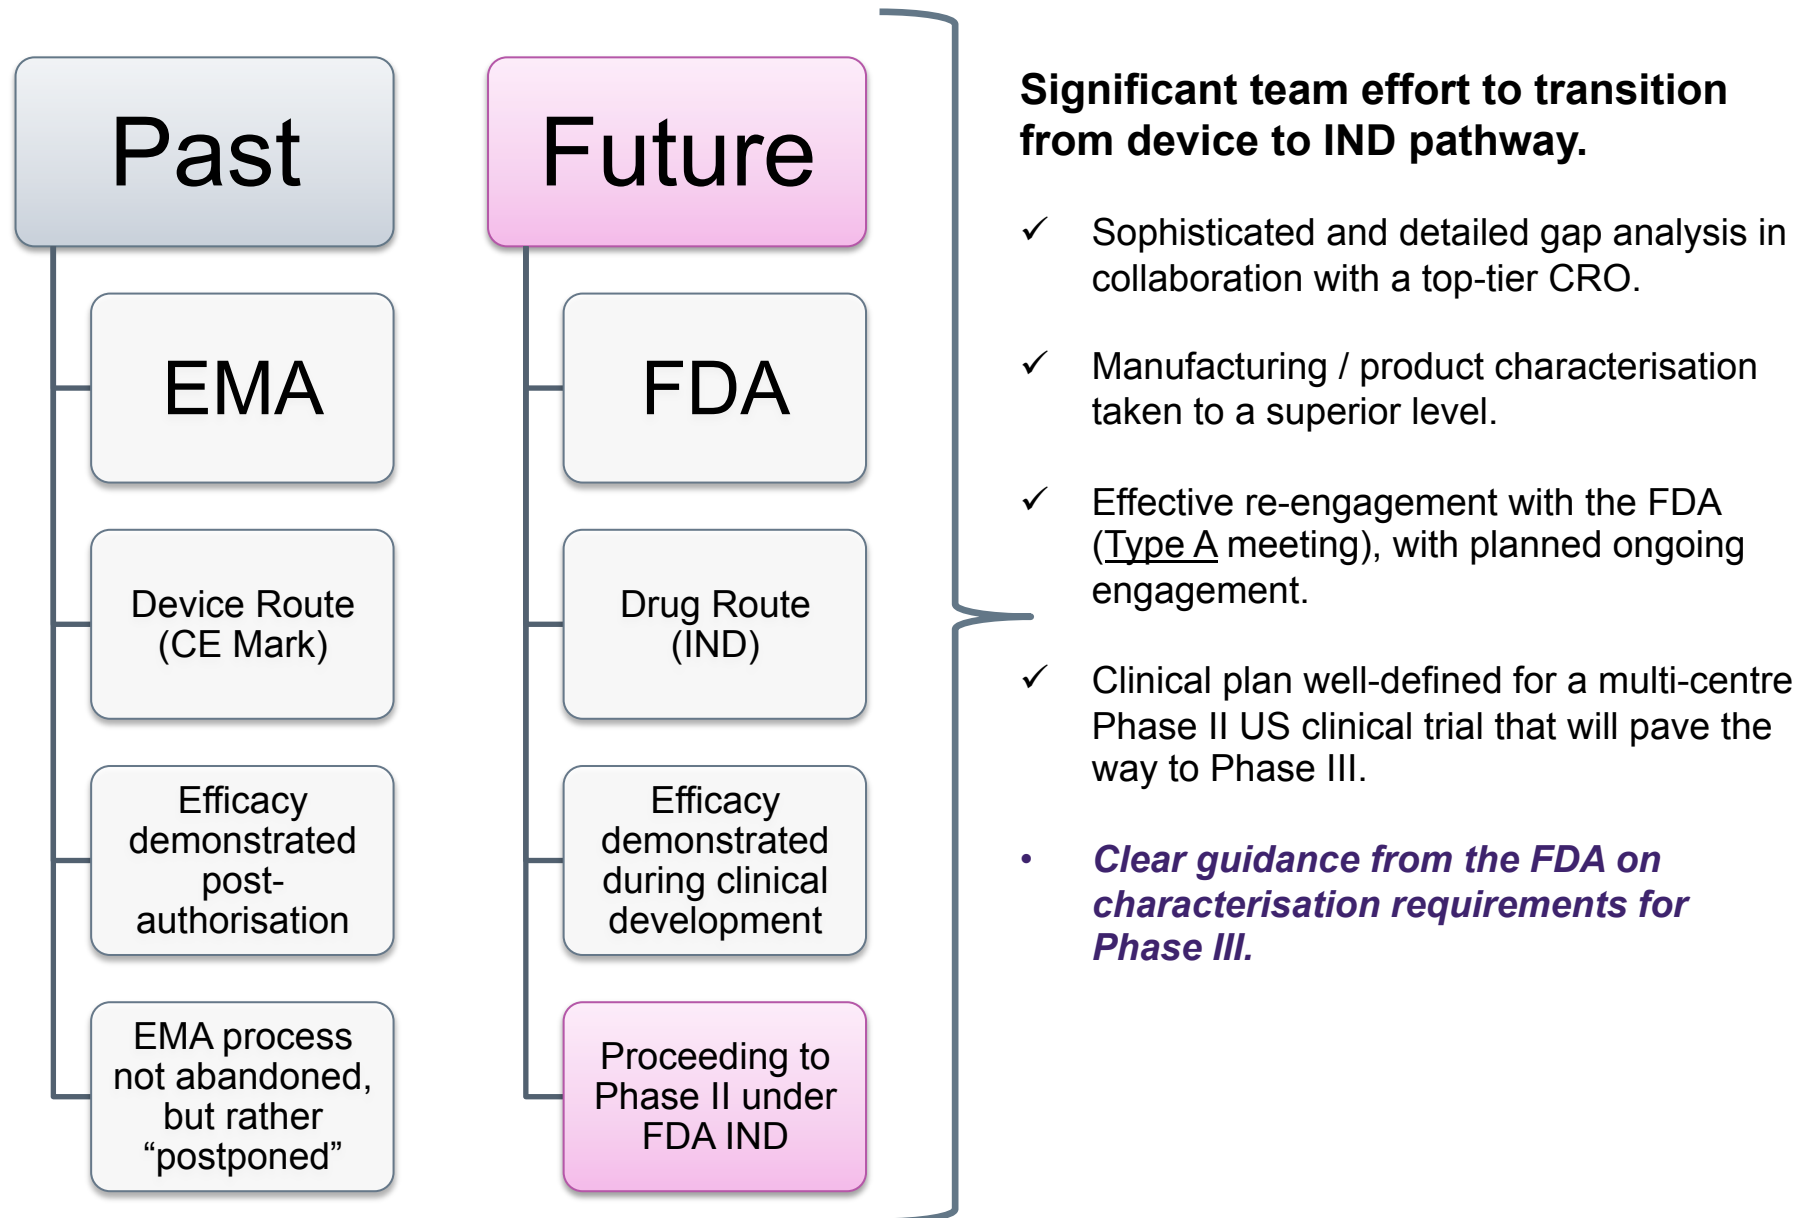 Past
EMA
Device Route
(CE Mark)
Efficacy
demonstrated
post-
authorisation
EMA process
not abandoned,
but rather
“postponed”
Future
FDA
Drug Route
(IND)
Efficacy
demonstrated
during clinical
development
Proceeding to
Phase II under
FDA IND
Significant team effort to transition
from device to IND pathway.
✓ Sophisticated and detailed gap analysis in
collaboration with a top-tier CRO.
✓ Manufacturing / product characterisation
taken to a superior level.
✓ Effective re-engagement with the FDA
(Type A meeting), with planned ongoing
engagement.
✓ Clinical plan well-defined for a multi-centre
Phase II US clinical trial that will pave the
way to Phase III.
• Clear guidance from the FDA on
characterisation requirements for
Phase III.